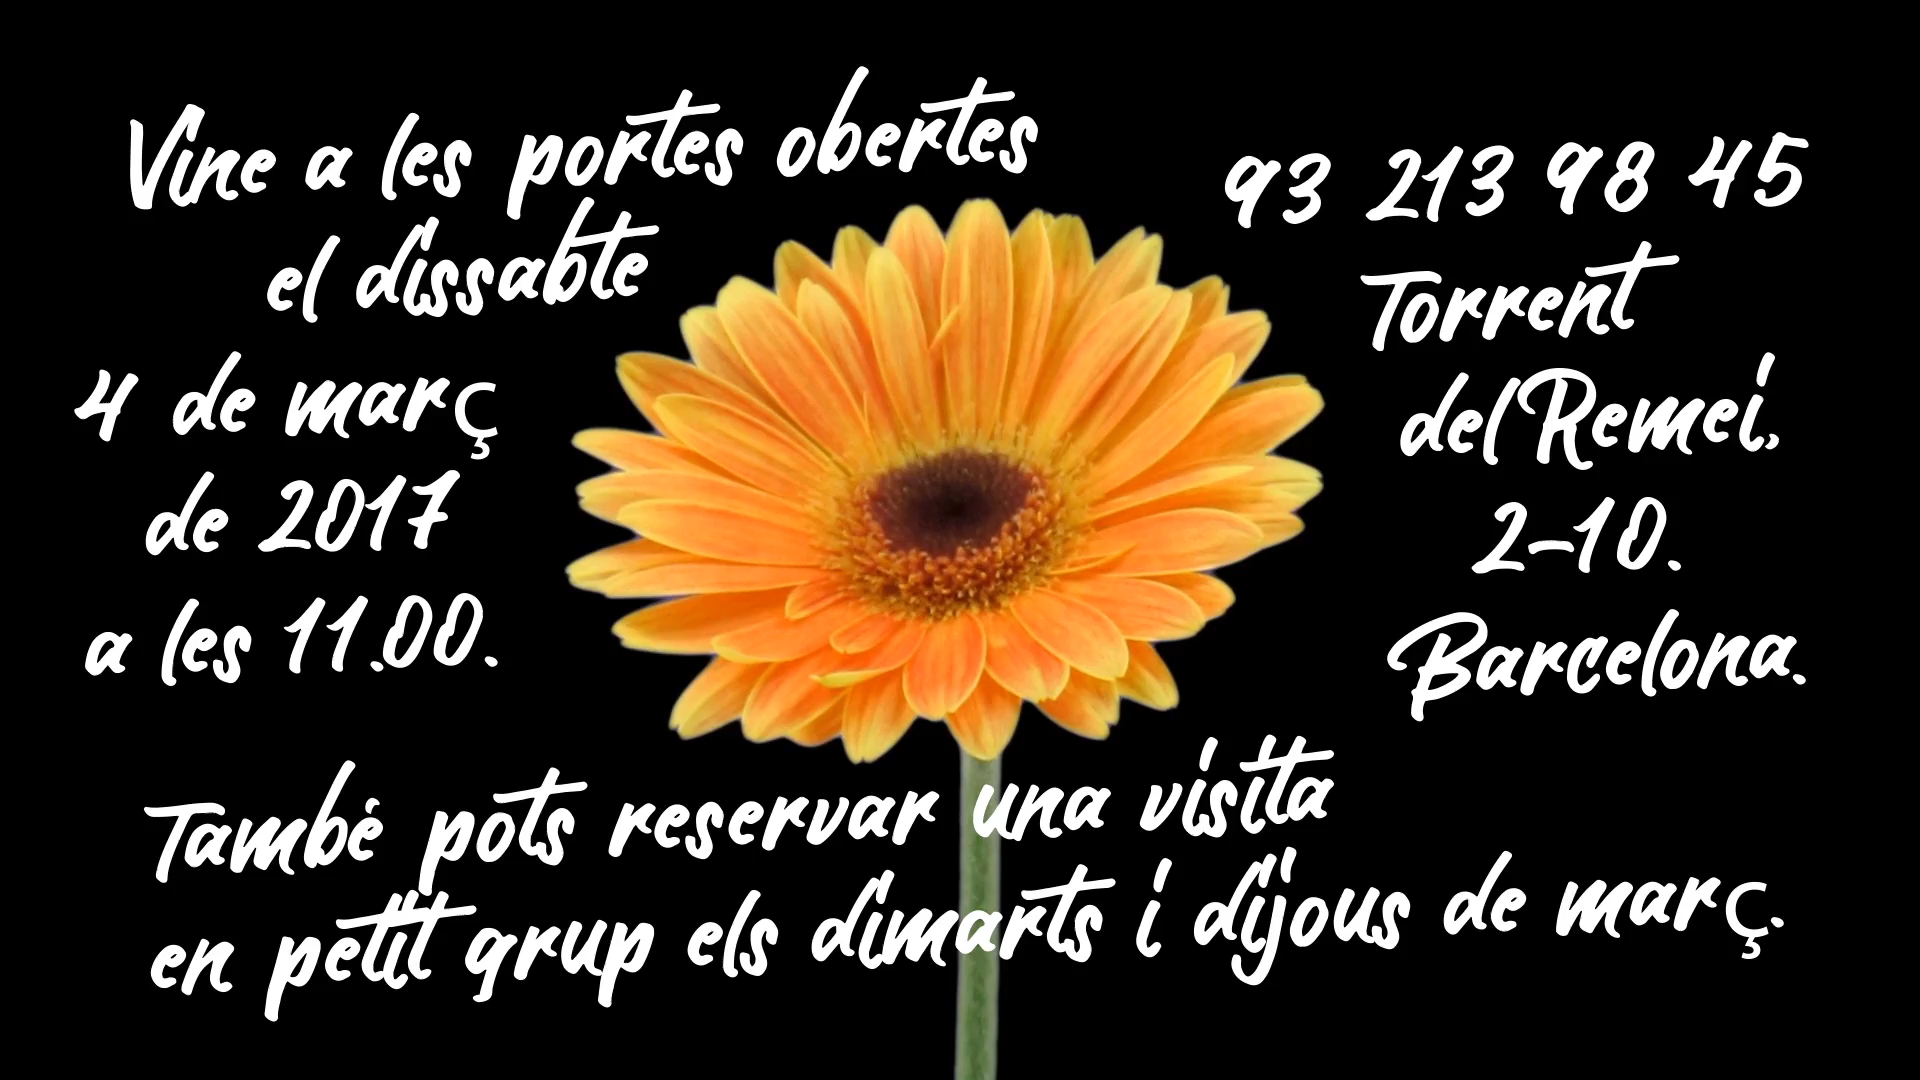 Vine a les portes obertes
el dissabte
4 de març
de 2017
a les 11.00.
93 213 98 45
Torrent
del Remei,
2-10.
Barcelona.
També pots reservar una visita
en petit grup els dimarts i dijous de març.